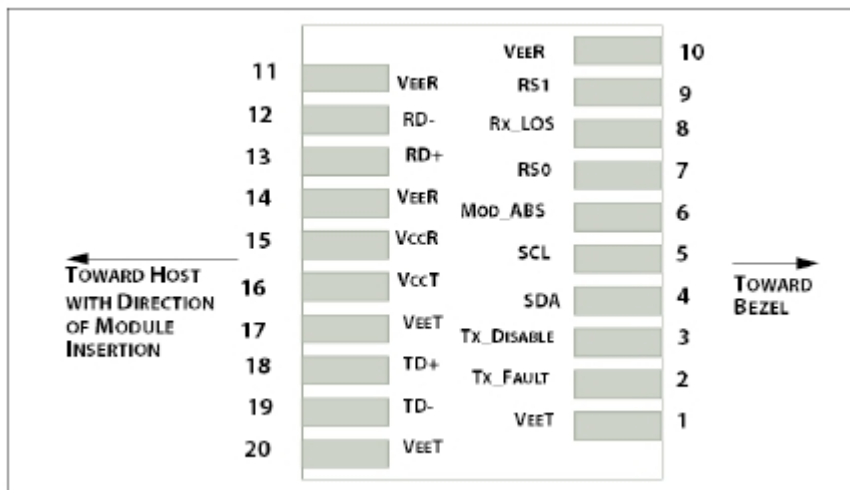 VEER 10
11 VEER
RS1 9
12 RD-
Rx_LOS 8
13 RD+
RS0 7
14 VEER
MOD_ABS 6
15 VCCR
SCL 5
16 VCCT
SDA 4
17 VEET
TX_DISABLE 3
18 TD+
TX_FAULT 2
19 TD-
VEET 1
20 VEET
TOWARD HOST
WITH DIRECTION
OF MODULE
INSERTION
TOWARD
BEZEL